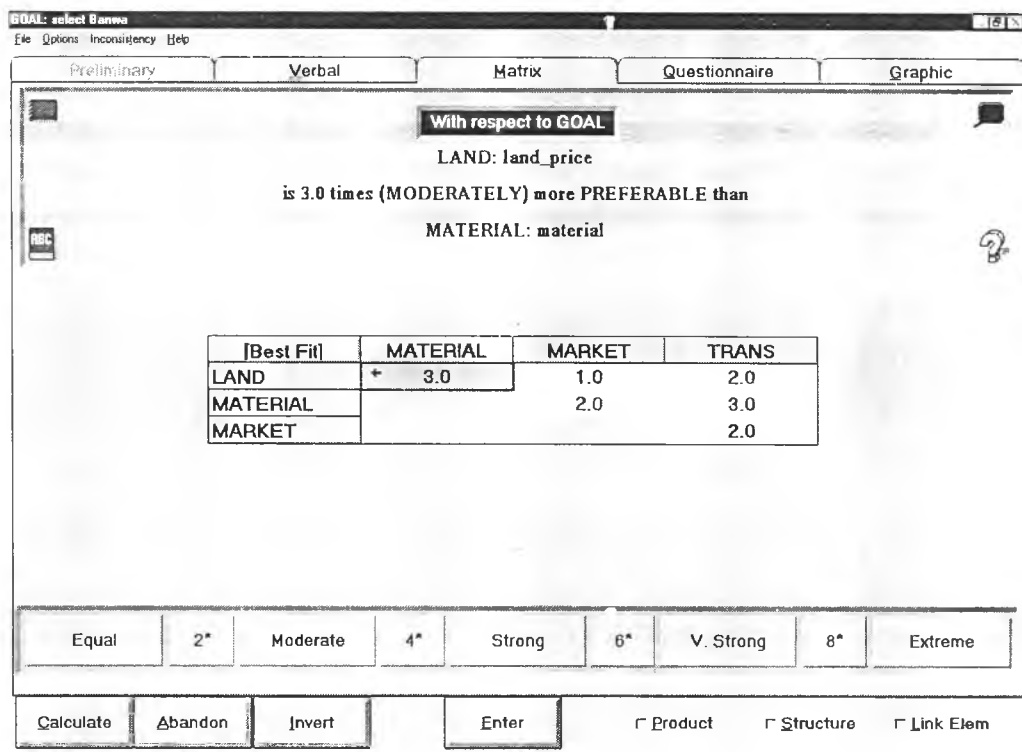 GOAL: select Banwa
File Options Inconsistency Help
Preliminary Verbal Matrix Questionnaire Graphic
With respect to GOAL
LAND: land_price
is 3.0 times (MODERATELY) more PREFERABLE than
MATERIAL: material
ABC
[Best Fit] MATERIAL MARKET TRANS
LAND 3.0 1.0 2.0
MATERIAL 2.0 3.0
MARKET 2.0
Equal 2* Moderate 4* Strong 6* V. Strong 8* Extreme
Calculate Abandon Invert Enter Product Structure Link Elem